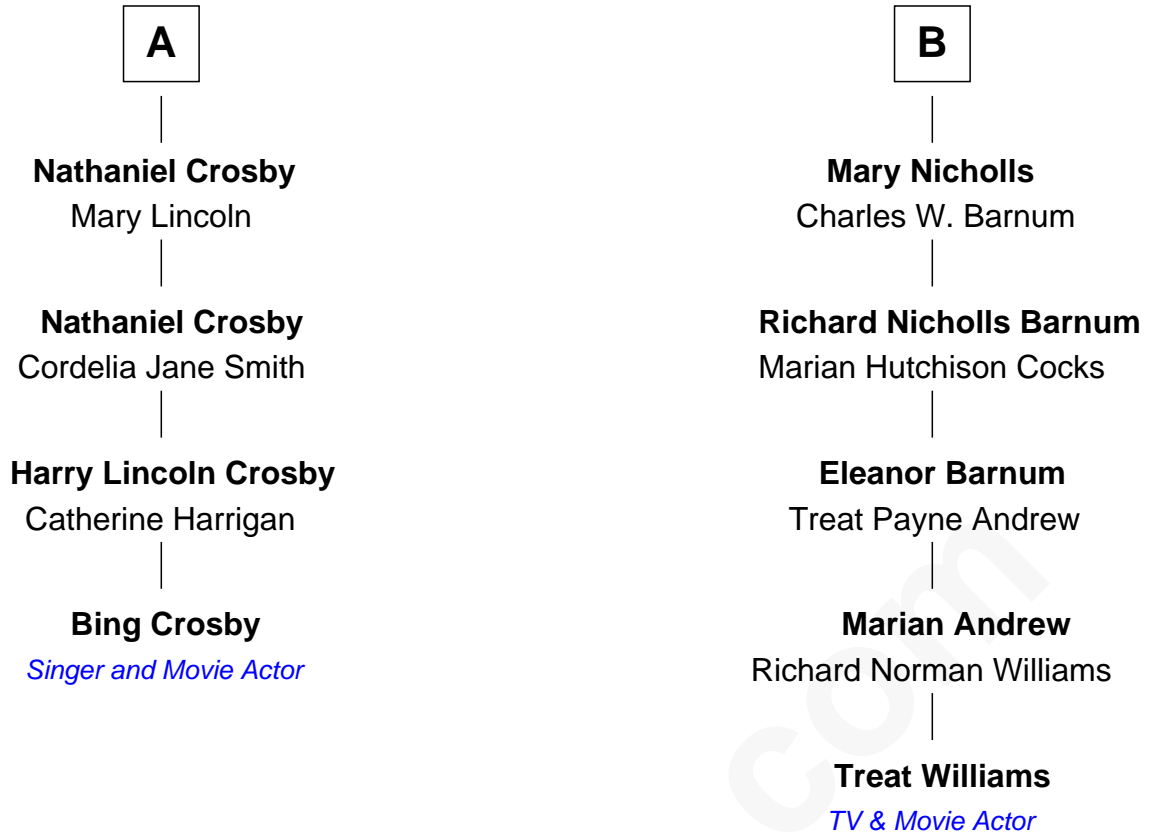 A
Nathaniel Crosby
Mary Lincoln
Nathaniel Crosby
Cordelia Jane Smith
Harry Lincoln Crosby
Catherine Harrigan
Bing Crosby
Singer and Movie Actor
B
Mary Nicholls
Charles W. Barnum
Richard Nicholls Barnum
Marian Hutchison Cocks
Eleanor Barnum
Treat Payne Andrew
Marian Andrew
Richard Norman Williams
Treat Williams
TV & Movie Actor
com